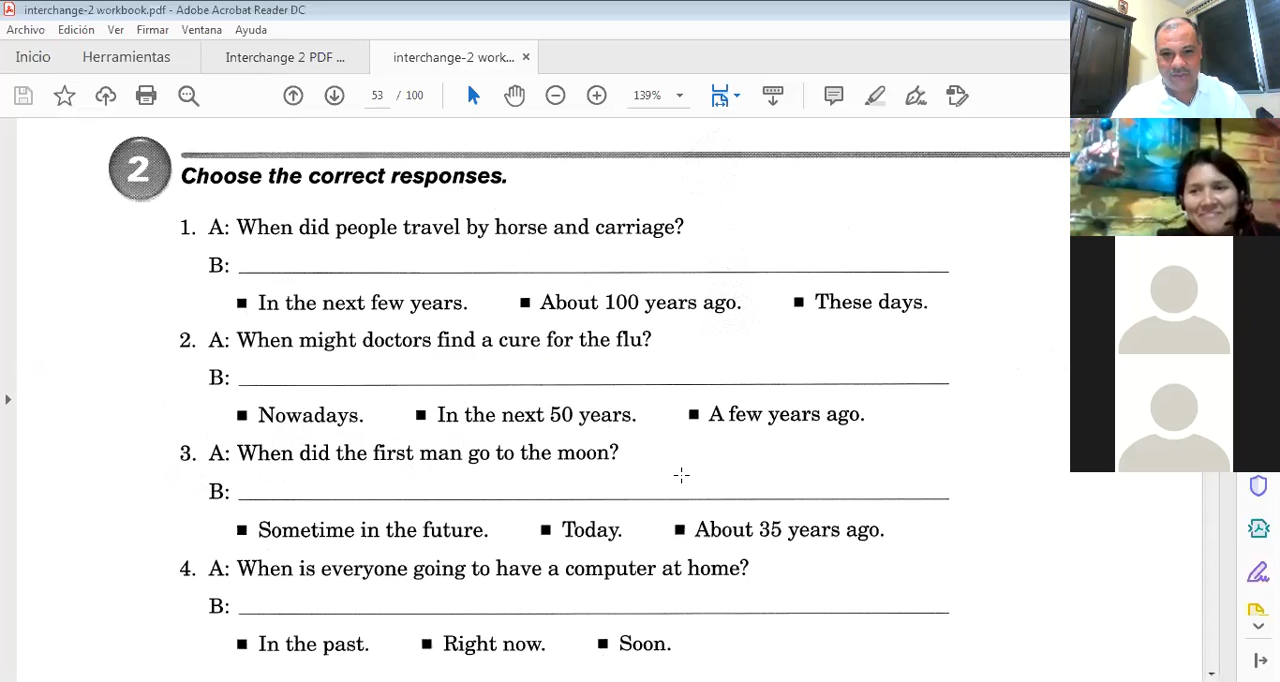 interchange-2 workbook.pdf - Adobe Acrobat Reader DC
Archivo Edición Ver Firmar Ventana Ayuda
Inicio Herramientas Interchange 2 PDF ... interchange-2 work... ×
53 / 100 139%
2 Choose the correct responses.
1. A: When did people travel by horse and carriage?
B:
▪ In the next few years. ▪ About 100 years ago. ▪ These days.
2. A: When might doctors find a cure for the flu?
B:
▪ Nowadays. ▪ In the next 50 years. ▪ A few years ago.
3. A: When did the first man go to the moon?
B:
▪ Sometime in the future. ▪ Today. ▪ About 35 years ago.
4. A: When is everyone going to have a computer at home?
B:
▪ In the past. ▪ Right now. ▪ Soon.